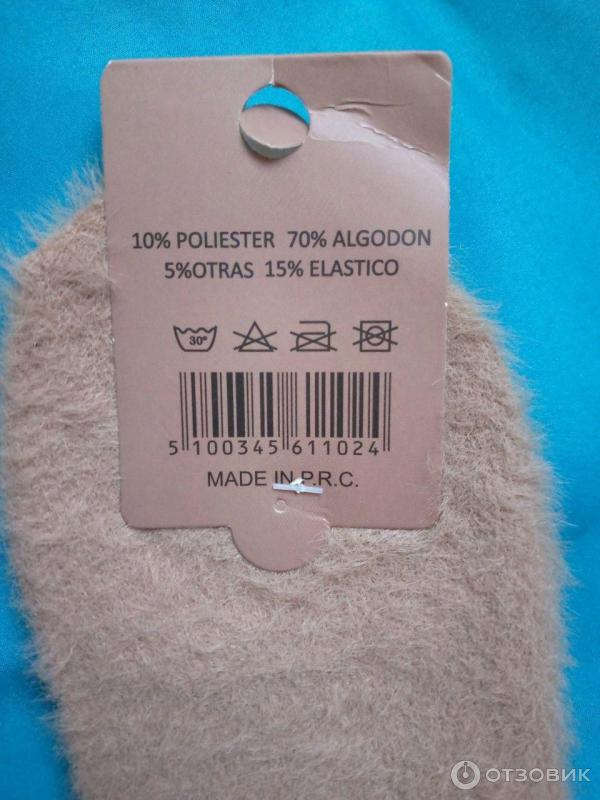 10% POLIESTER 70% ALGODON
5%OTRAS 15% ELASTICO
30°
5 100345 611024
MADE IN P.R.C.
ОТЗОВИК